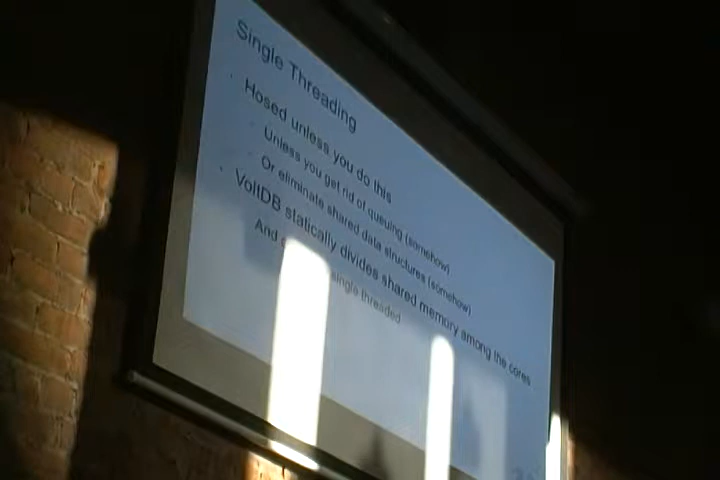 Single Threading
Hosed unless you do this
Unless you get rid of queuing (somehow)
Or eliminate shared data structures (somehow)
VoltDB statically divides shared memory among the cores
And single threaded